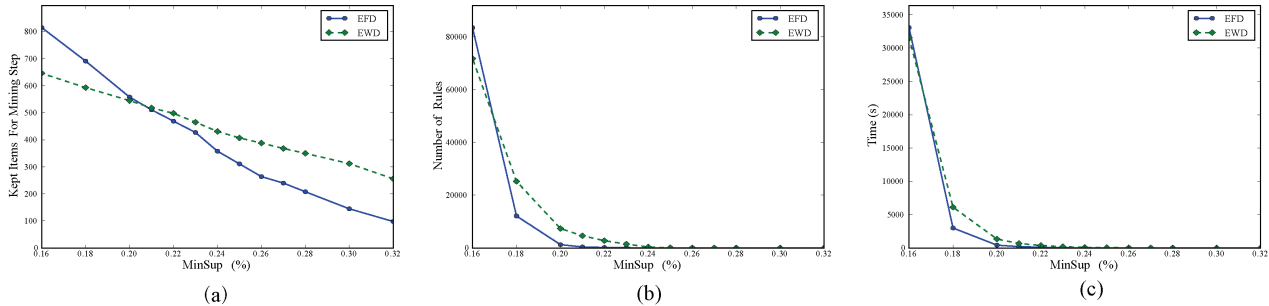 Kept Items For Mining Step
800
700
600
500
400
300
200
100
0
0.16 0.18 0.20 0.22 0.24 0.26 0.28 0.30 0.32
MinSup (%)
EFD
EWD
(a)
Number of Rules
80000
60000
40000
20000
0
0.16 0.18 0.20 0.22 0.24 0.26 0.28 0.30 0.32
MinSup (%)
EFD
EWD
(b)
Time (s)
35000
30000
25000
20000
15000
10000
5000
0
0.16 0.18 0.20 0.22 0.24 0.26 0.28 0.30 0.32
MinSup (%)
EFD
EWD
(c)